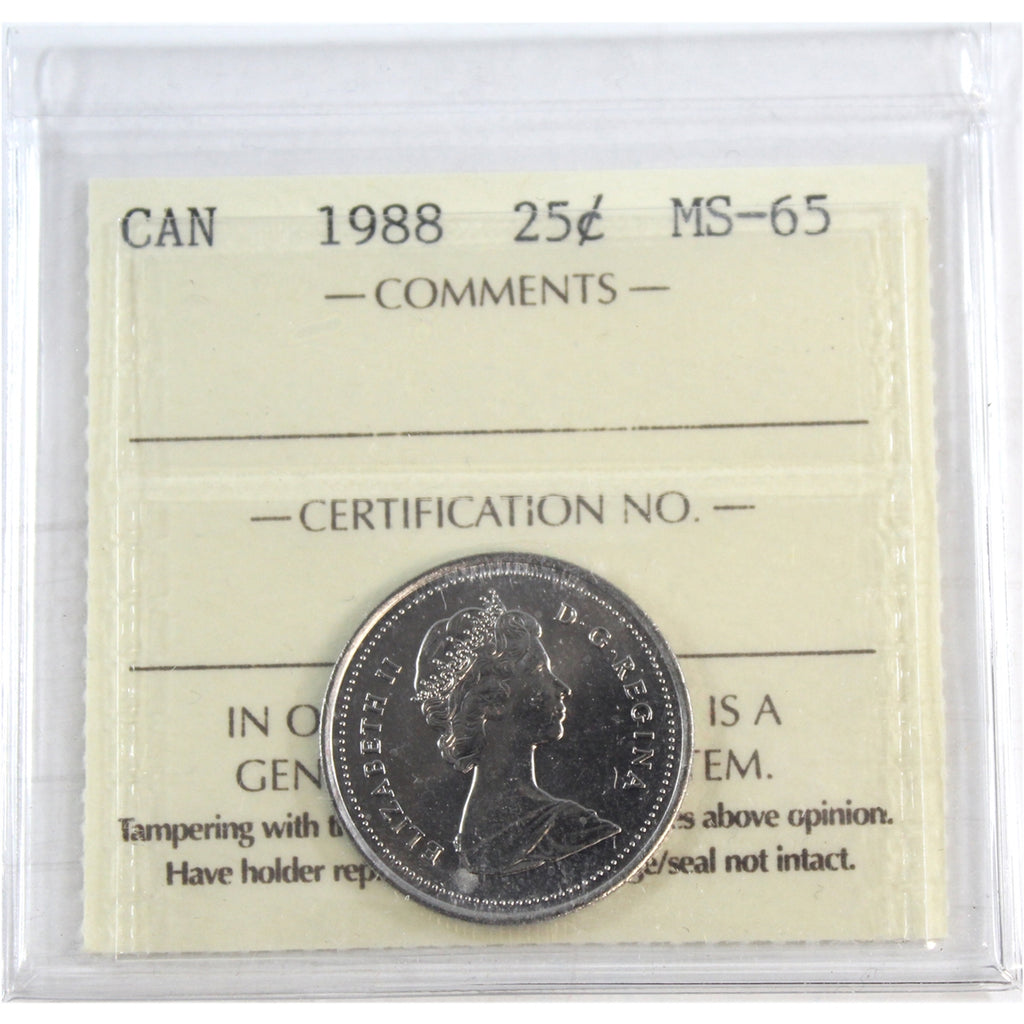 CAN 1988 25¢ MS-65
— COMMENTS —
— CERTIFICATION NO. —
ELIZABETH II D·G·REGINA
IN O IS A
GEN TEM.
Tampering with t s above opinion.
Have holder rep e/seal not intact.